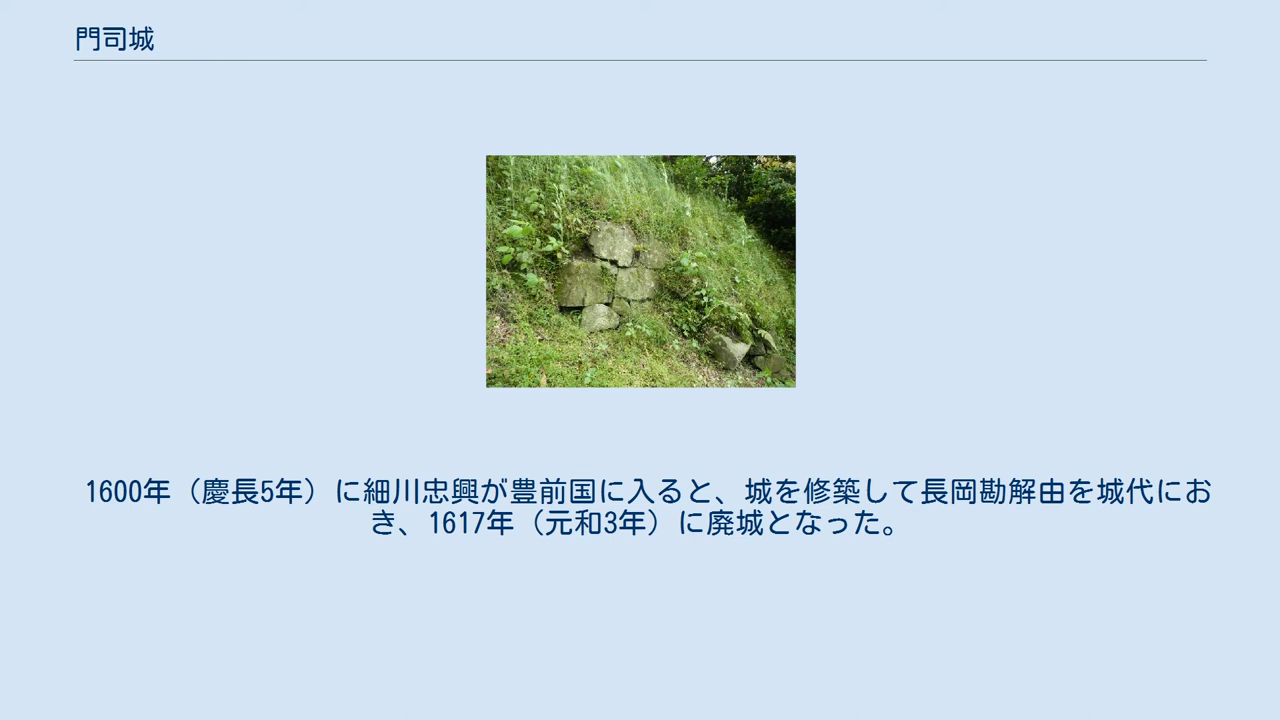 門司城
1600年（慶長5年）に細川忠興が豊前国に入ると、城を修築して長岡勘解由を城代にお
き、1617年（元和3年）に廃城となった。